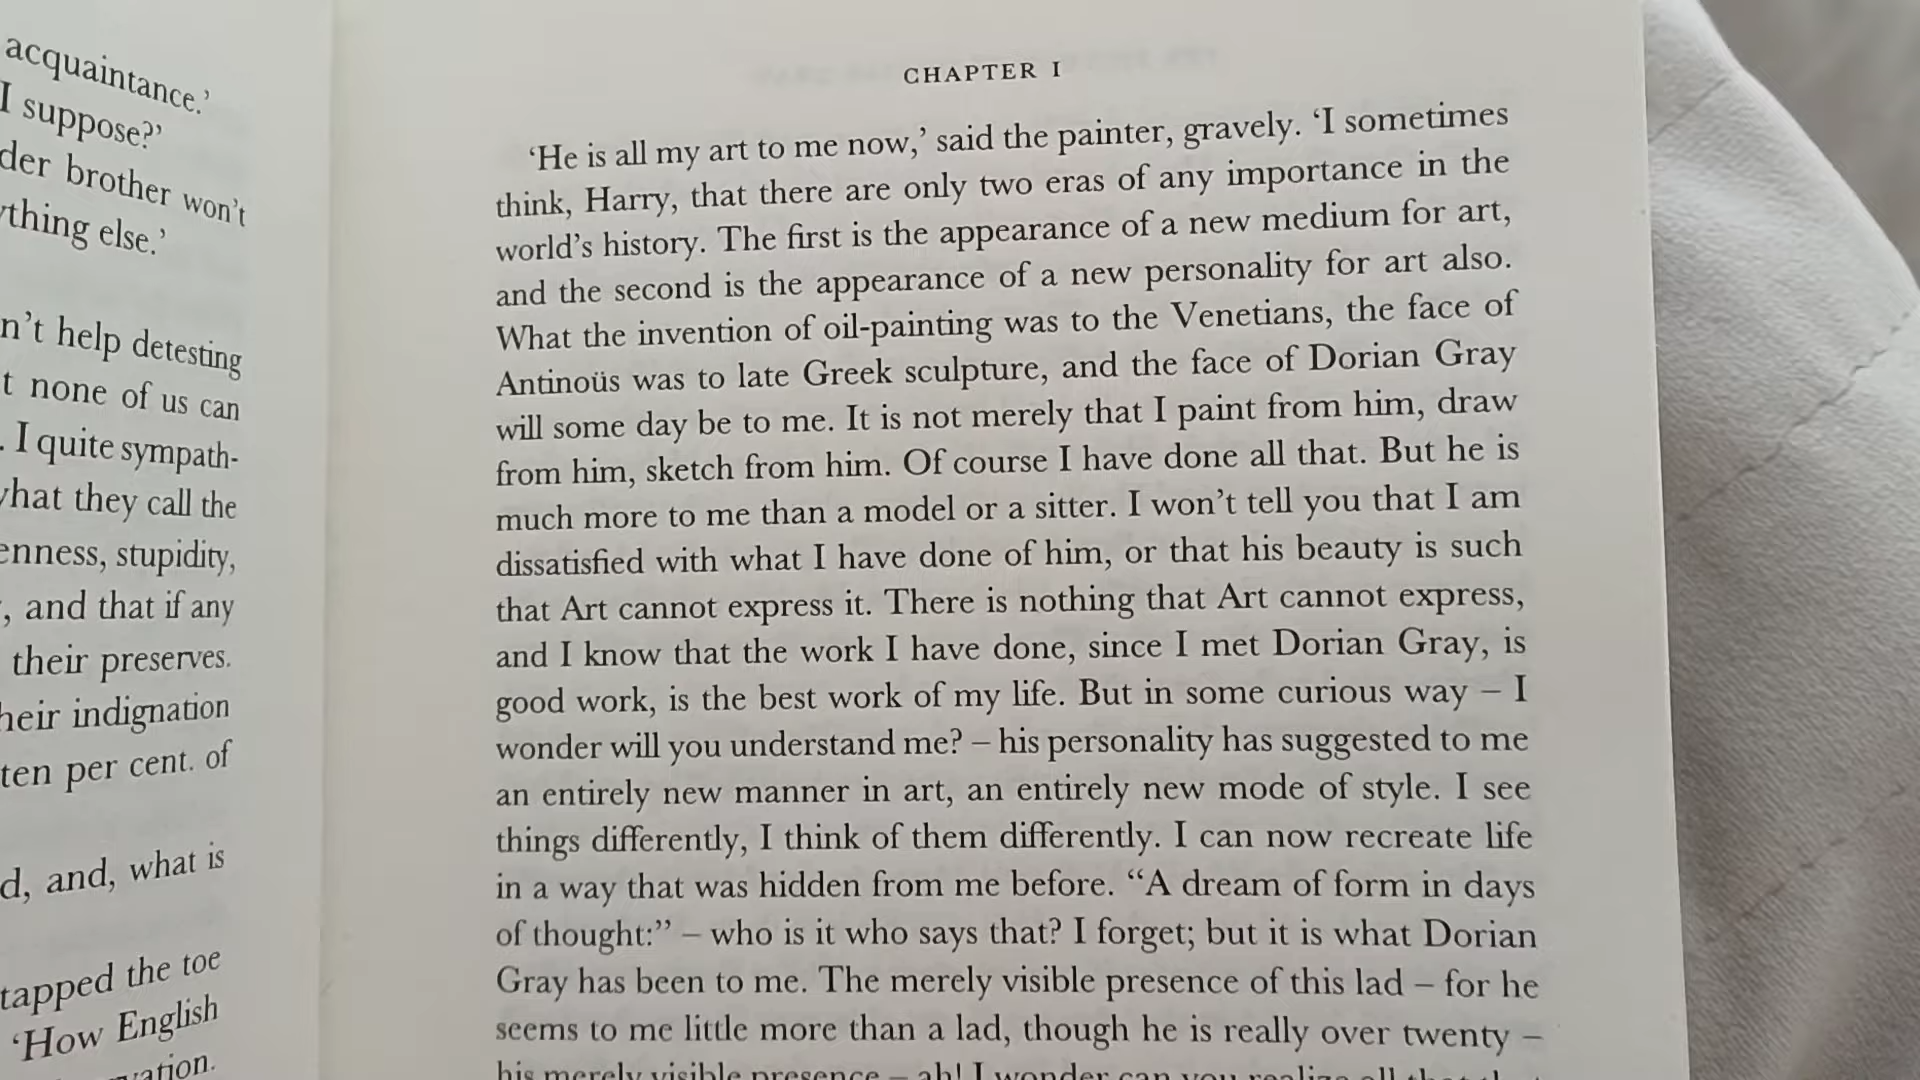 acquaintance.’
I suppose?’
der brother won’t
thing else.’
n’t help detesting
t none of us can
. I quite sympath-
what they call the
enness, stupidity,
, and that if any
their preserves.
heir indignation
ten per cent. of
d, and, what is
tapped the toe
‘How English
vation.
CHAPTER I
‘He is all my art to me now,’ said the painter, gravely. ‘I sometimes
think, Harry, that there are only two eras of any importance in the
world’s history. The first is the appearance of a new medium for art,
and the second is the appearance of a new personality for art also.
What the invention of oil-painting was to the Venetians, the face of
Antinoüs was to late Greek sculpture, and the face of Dorian Gray
will some day be to me. It is not merely that I paint from him, draw
from him, sketch from him. Of course I have done all that. But he is
much more to me than a model or a sitter. I won’t tell you that I am
dissatisfied with what I have done of him, or that his beauty is such
that Art cannot express it. There is nothing that Art cannot express,
and I know that the work I have done, since I met Dorian Gray, is
good work, is the best work of my life. But in some curious way – I
wonder will you understand me? – his personality has suggested to me
an entirely new manner in art, an entirely new mode of style. I see
things differently, I think of them differently. I can now recreate life
in a way that was hidden from me before. “A dream of form in days
of thought:” – who is it who says that? I forget; but it is what Dorian
Gray has been to me. The merely visible presence of this lad – for he
seems to me little more than a lad, though he is really over twenty –
his merely visible presence – ah! I wonder can you realize all that